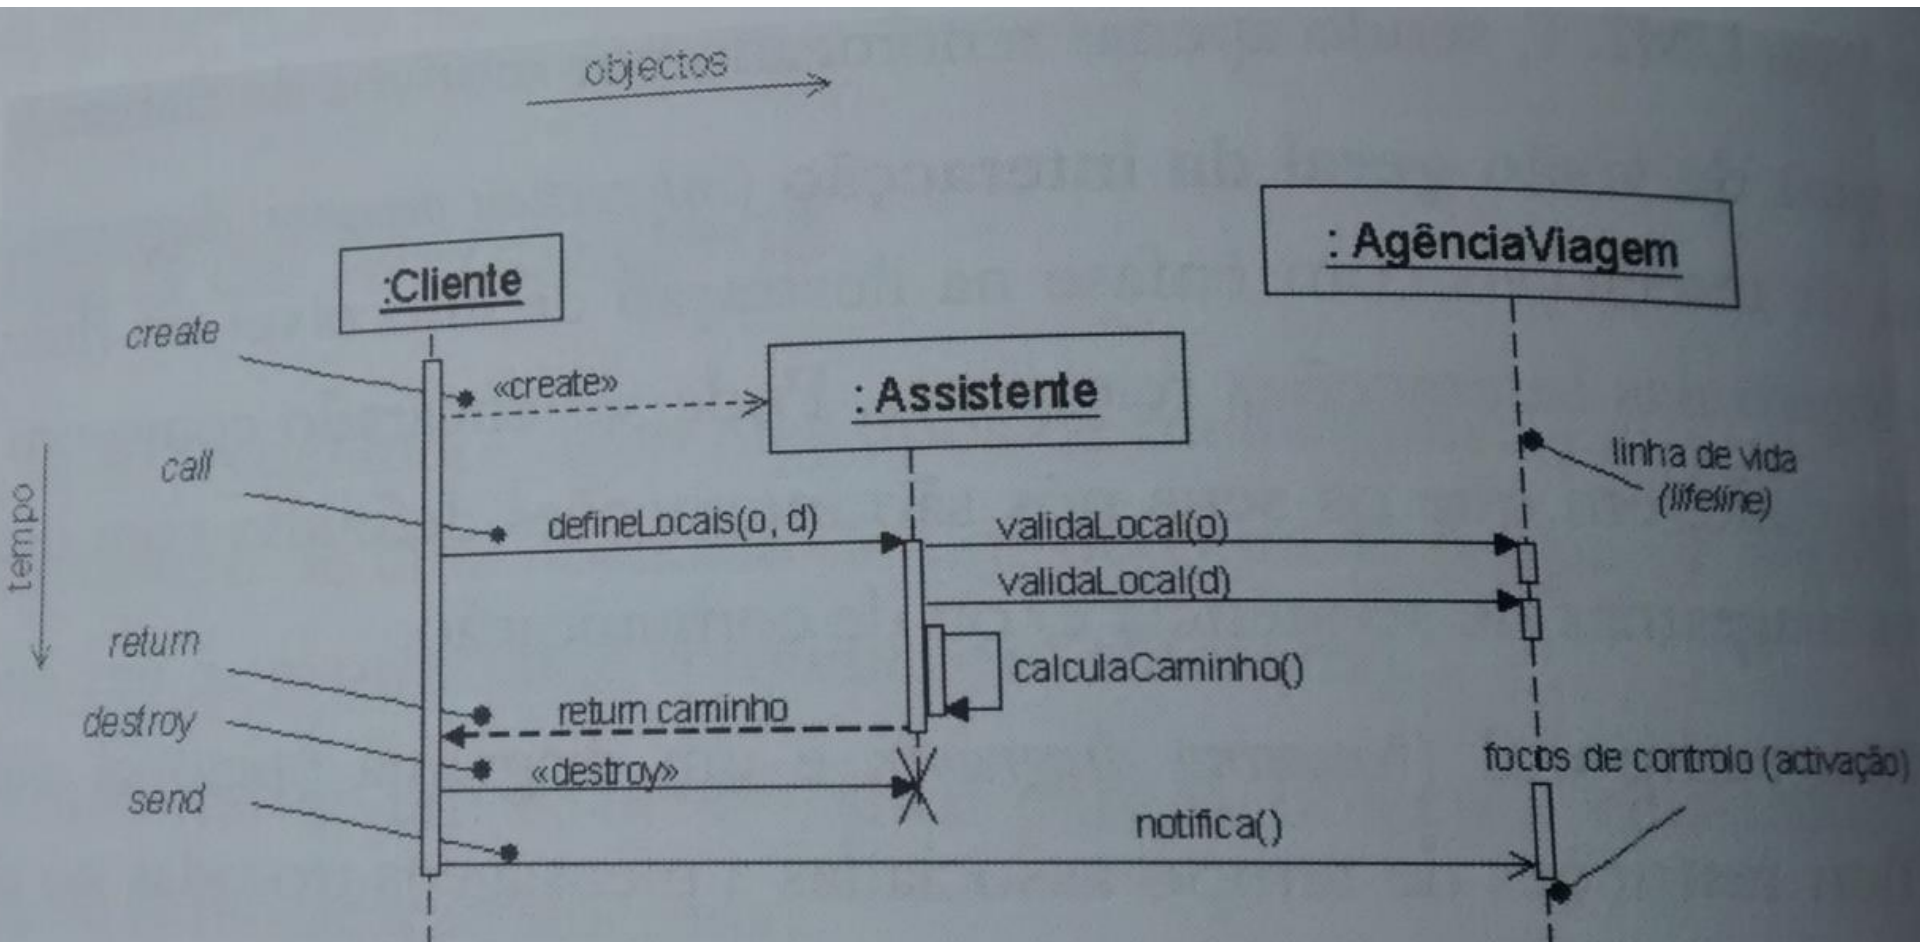 objectos
: AgênciaViagem
:Cliente
create
«create»
: Assistente
linha de vida
(lifeline)
call
defineLocais(o, d)
validaLocal(o)
tempo
validaLocal(d)
return
calculaCaminho()
return caminho
destroy
«destroy»
focos de controlo (activação)
send
notifica()